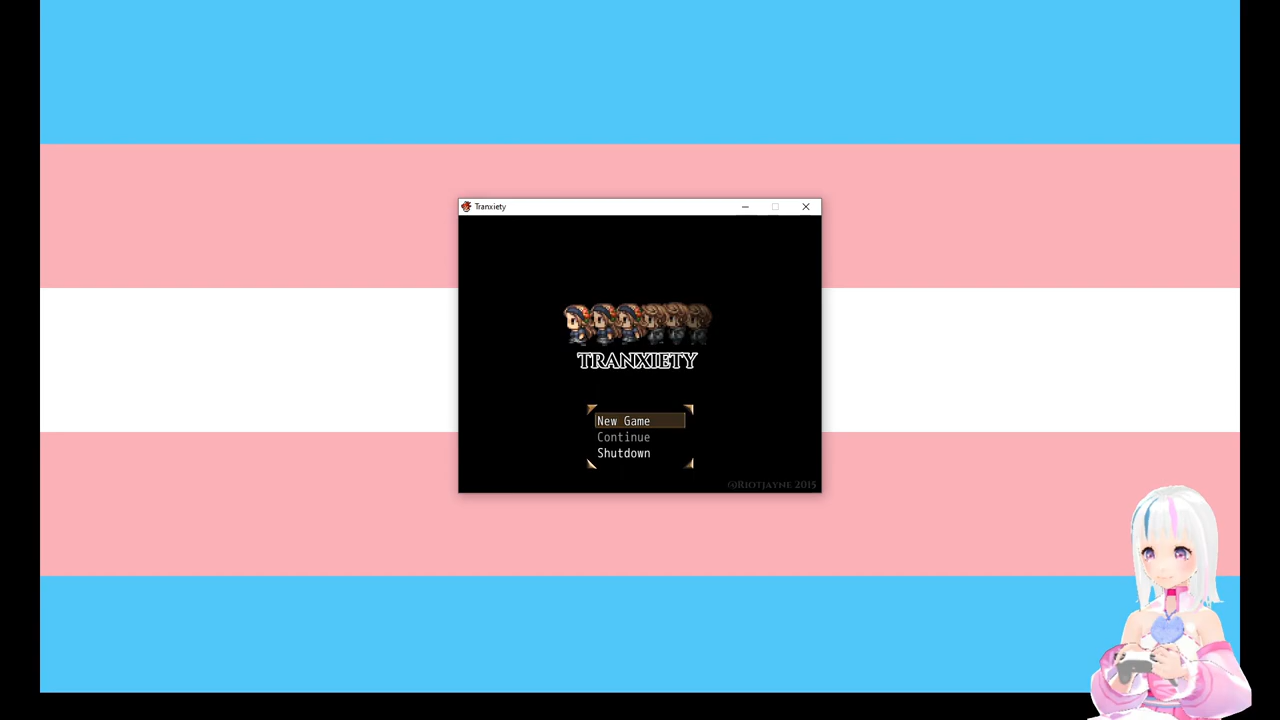 Tranxiety
TRANXIETY
New Game
Continue
Shutdown
@Riotjayne 2015